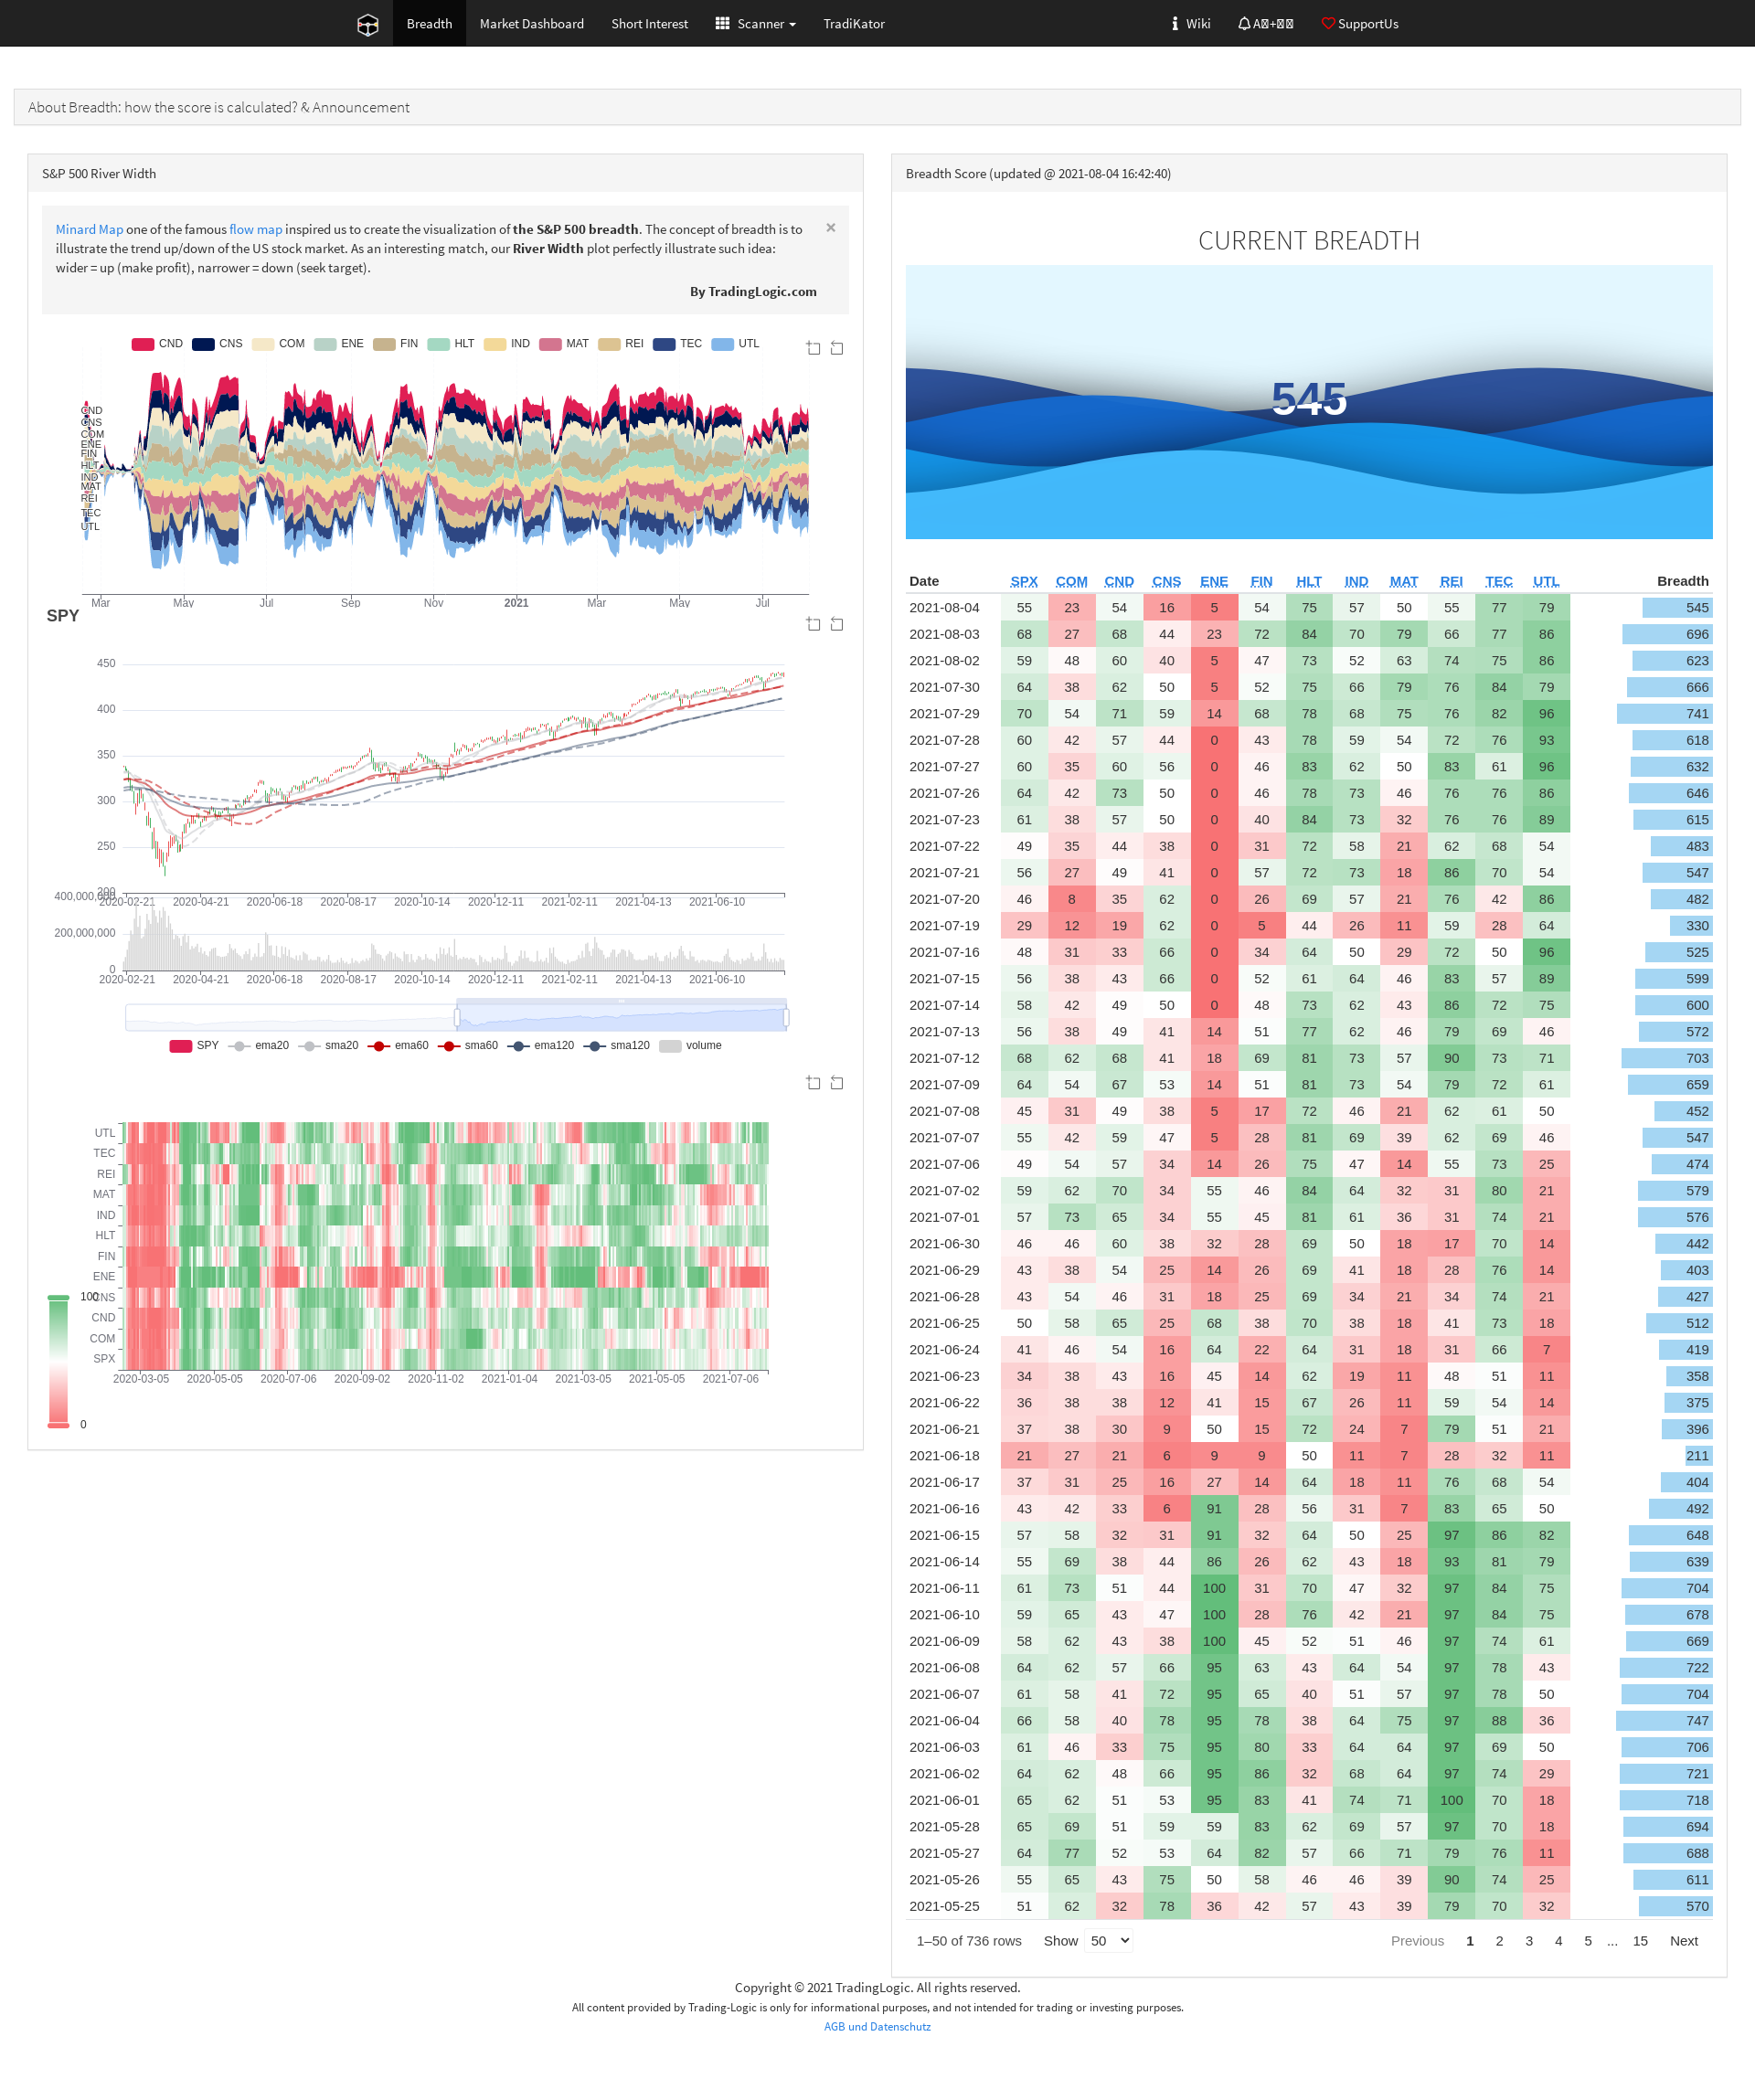 Breadth Market Dashboard Short Interest Scanner TradiKator Wiki SupportUs
About Breadth: how the score is calculated? & Announcement
S&P 500 River Width
Minard Map one of the famous flow map inspired us to create the visualization of the S&P 500 breadth. The concept of breadth is to
illustrate the trend up/down of the US stock market. As an interesting match, our River Width plot perfectly illustrate such idea:
wider = up (make profit), narrower = down (seek target).
By TradingLogic.com
×
CND CNS COM ENE FIN HLT IND MAT REI TEC UTL
CND
CNS
COM
ENE
FIN
HLT
IND
MAT
REI
TEC
UTL
Mar May Jul Sep Nov 2021 Mar May Jul
SPY
450
400
350
300
250
200
2020-02-21 2020-04-21 2020-06-18 2020-08-17 2020-10-14 2020-12-11 2021-02-11 2021-04-13 2021-06-10
400,000,000
200,000,000
0
2020-02-21 2020-04-21 2020-06-18 2020-08-17 2020-10-14 2020-12-11 2021-02-11 2021-04-13 2021-06-10
SPY ema20 sma20 ema60 sma60 ema120 sma120 volume
UTL
TEC
REI
MAT
IND
HLT
FIN
ENE
CNS
CND
COM
SPX
2020-03-05 2020-05-05 2020-07-06 2020-09-02 2020-11-02 2021-01-04 2021-03-05 2021-05-05 2021-07-06
100
0
Breadth Score (updated @ 2021-08-04 16:42:40)
CURRENT BREADTH
545
Date SPX COM CND CNS ENE FIN HLT IND MAT REI TEC UTL Breadth
2021-08-04 55 23 54 16 5 54 75 57 50 55 77 79 545
2021-08-03 68 27 68 44 23 72 84 70 79 66 77 86 696
2021-08-02 59 48 60 40 5 47 73 52 63 74 75 86 623
2021-07-30 64 38 62 50 5 52 75 66 79 76 84 79 666
2021-07-29 70 54 71 59 14 68 78 68 75 76 82 96 741
2021-07-28 60 42 57 44 0 43 78 59 54 72 76 93 618
2021-07-27 60 35 60 56 0 46 83 62 50 83 61 96 632
2021-07-26 64 42 73 50 0 46 78 73 46 76 76 86 646
2021-07-23 61 38 57 50 0 40 84 73 32 76 76 89 615
2021-07-22 49 35 44 38 0 31 72 58 21 62 68 54 483
2021-07-21 56 27 49 41 0 57 72 73 18 86 70 54 547
2021-07-20 46 8 35 62 0 26 69 57 21 76 42 86 482
2021-07-19 29 12 19 62 0 5 44 26 11 59 28 64 330
2021-07-16 48 31 33 66 0 34 64 50 29 72 50 96 525
2021-07-15 56 38 43 66 0 52 61 64 46 83 57 89 599
2021-07-14 58 42 49 50 0 48 73 62 43 86 72 75 600
2021-07-13 56 38 49 41 14 51 77 62 46 79 69 46 572
2021-07-12 68 62 68 41 18 69 81 73 57 90 73 71 703
2021-07-09 64 54 67 53 14 51 81 73 54 79 72 61 659
2021-07-08 45 31 49 38 5 17 72 46 21 62 61 50 452
2021-07-07 55 42 59 47 5 28 81 69 39 62 69 46 547
2021-07-06 49 54 57 34 14 26 75 47 14 55 73 25 474
2021-07-02 59 62 70 34 55 46 84 64 32 31 80 21 579
2021-07-01 57 73 65 34 55 45 81 61 36 31 74 21 576
2021-06-30 46 46 60 38 32 28 69 50 18 17 70 14 442
2021-06-29 43 38 54 25 14 26 69 41 18 28 76 14 403
2021-06-28 43 54 46 31 18 25 69 34 21 34 74 21 427
2021-06-25 50 58 65 25 68 38 70 38 18 41 73 18 512
2021-06-24 41 46 54 16 64 22 64 31 18 31 66 7 419
2021-06-23 34 38 43 16 45 14 62 19 11 48 51 11 358
2021-06-22 36 38 38 12 41 15 67 26 11 59 54 14 375
2021-06-21 37 38 30 9 50 15 72 24 7 79 51 21 396
2021-06-18 21 27 21 6 9 9 50 11 7 28 32 11 211
2021-06-17 37 31 25 16 27 14 64 18 11 76 68 54 404
2021-06-16 43 42 33 6 91 28 56 31 7 83 65 50 492
2021-06-15 57 58 32 31 91 32 64 50 25 97 86 82 648
2021-06-14 55 69 38 44 86 26 62 43 18 93 81 79 639
2021-06-11 61 73 51 44 100 31 70 47 32 97 84 75 704
2021-06-10 59 65 43 47 100 28 76 42 21 97 84 75 678
2021-06-09 58 62 43 38 100 45 52 51 46 97 74 61 669
2021-06-08 64 62 57 66 95 63 43 64 54 97 78 43 722
2021-06-07 61 58 41 72 95 65 40 51 57 97 78 50 704
2021-06-04 66 58 40 78 95 78 38 64 75 97 88 36 747
2021-06-03 61 46 33 75 95 80 33 64 64 97 69 50 706
2021-06-02 64 62 48 66 95 86 32 68 64 97 74 29 721
2021-06-01 65 62 51 53 95 83 41 74 71 100 70 18 718
2021-05-28 65 69 51 59 59 83 62 69 57 97 70 18 694
2021-05-27 64 77 52 53 64 82 57 66 71 79 76 11 688
2021-05-26 55 65 43 75 50 58 46 46 39 90 74 25 611
2021-05-25 51 62 32 78 36 42 57 43 39 79 70 32 570
1–50 of 736 rows Show 50 Previous 1 2 3 4 5 ... 15 Next
Copyright © 2021 TradingLogic. All rights reserved.
All content provided by Trading-Logic is only for informational purposes, and not intended for trading or investing purposes.
AGB und Datenschutz